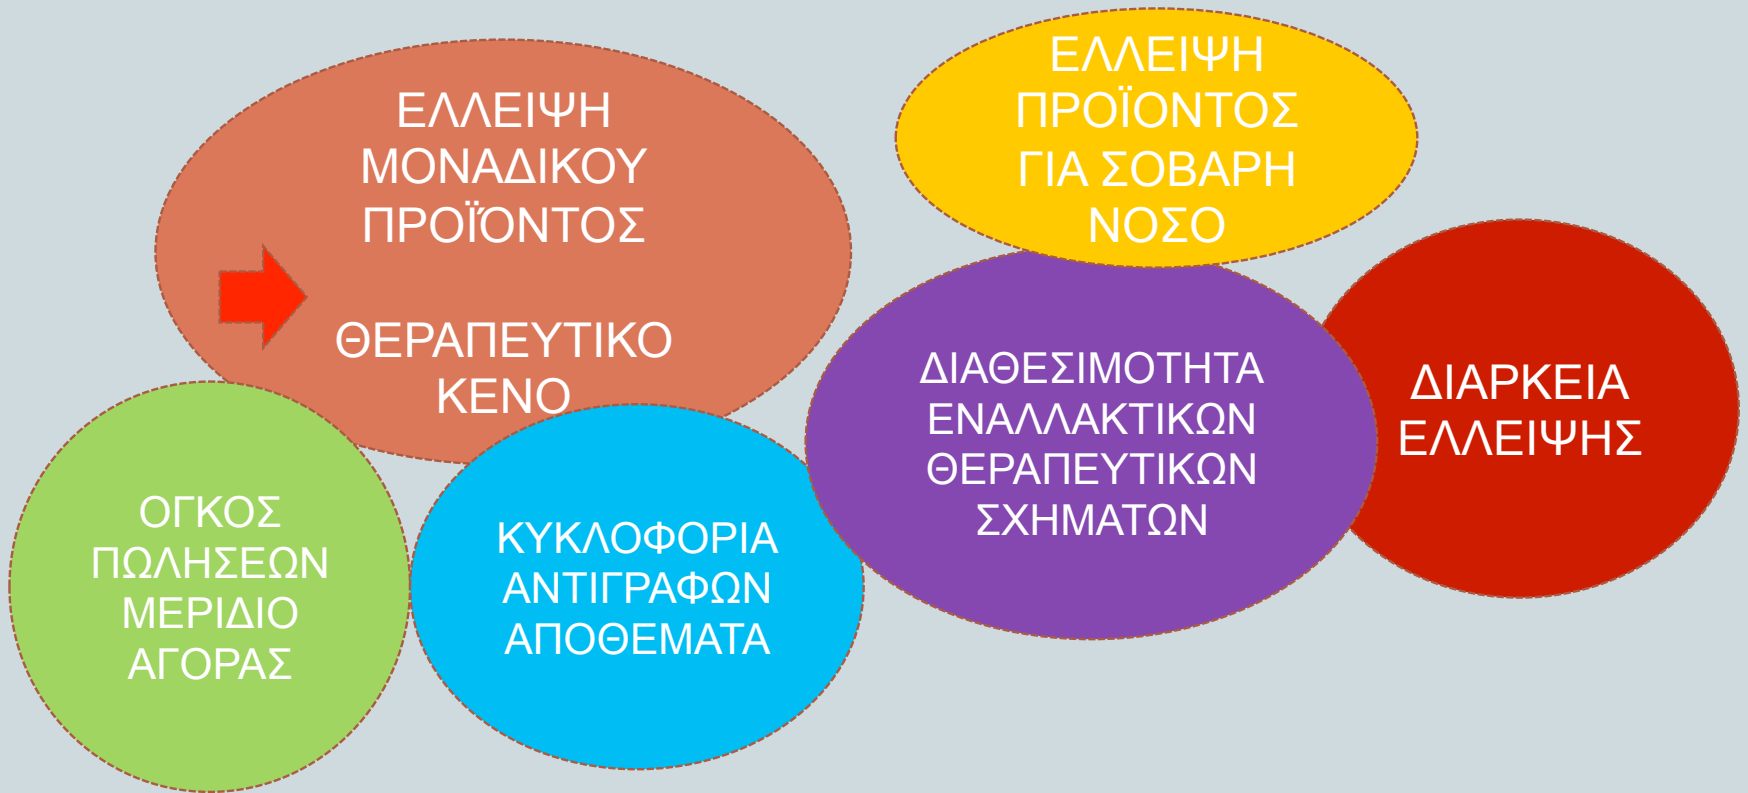 ΕΛΛΕΙΨΗ
ΜΟΝΑΔΙΚΟΥ
ΠΡΟΪΌΝΤΟΣ
ΘΕΡΑΠΕΥΤΙΚΟ
ΚΕΝΟ
ΕΛΛΕΙΨΗ
ΠΡΟΪΟΝΤΟΣ
ΓΙΑ ΣΟΒΑΡΗ
ΝΟΣΟ
ΟΓΚΟΣ
ΠΩΛΗΣΕΩΝ
ΜΕΡΙΔΙΟ
ΑΓΟΡΑΣ
ΚΥΚΛΟΦΟΡΙΑ
ΑΝΤΙΓΡΑΦΩΝ
ΑΠΟΘΕΜΑΤΑ
ΔΙΑΘΕΣΙΜΟΤΗΤΑ
ΕΝΑΛΛΑΚΤΙΚΩΝ
ΘΕΡΑΠΕΥΤΙΚΩΝ
ΣΧΗΜΑΤΩΝ
ΔΙΑΡΚΕΙΑ
ΕΛΛΕΙΨΗΣ